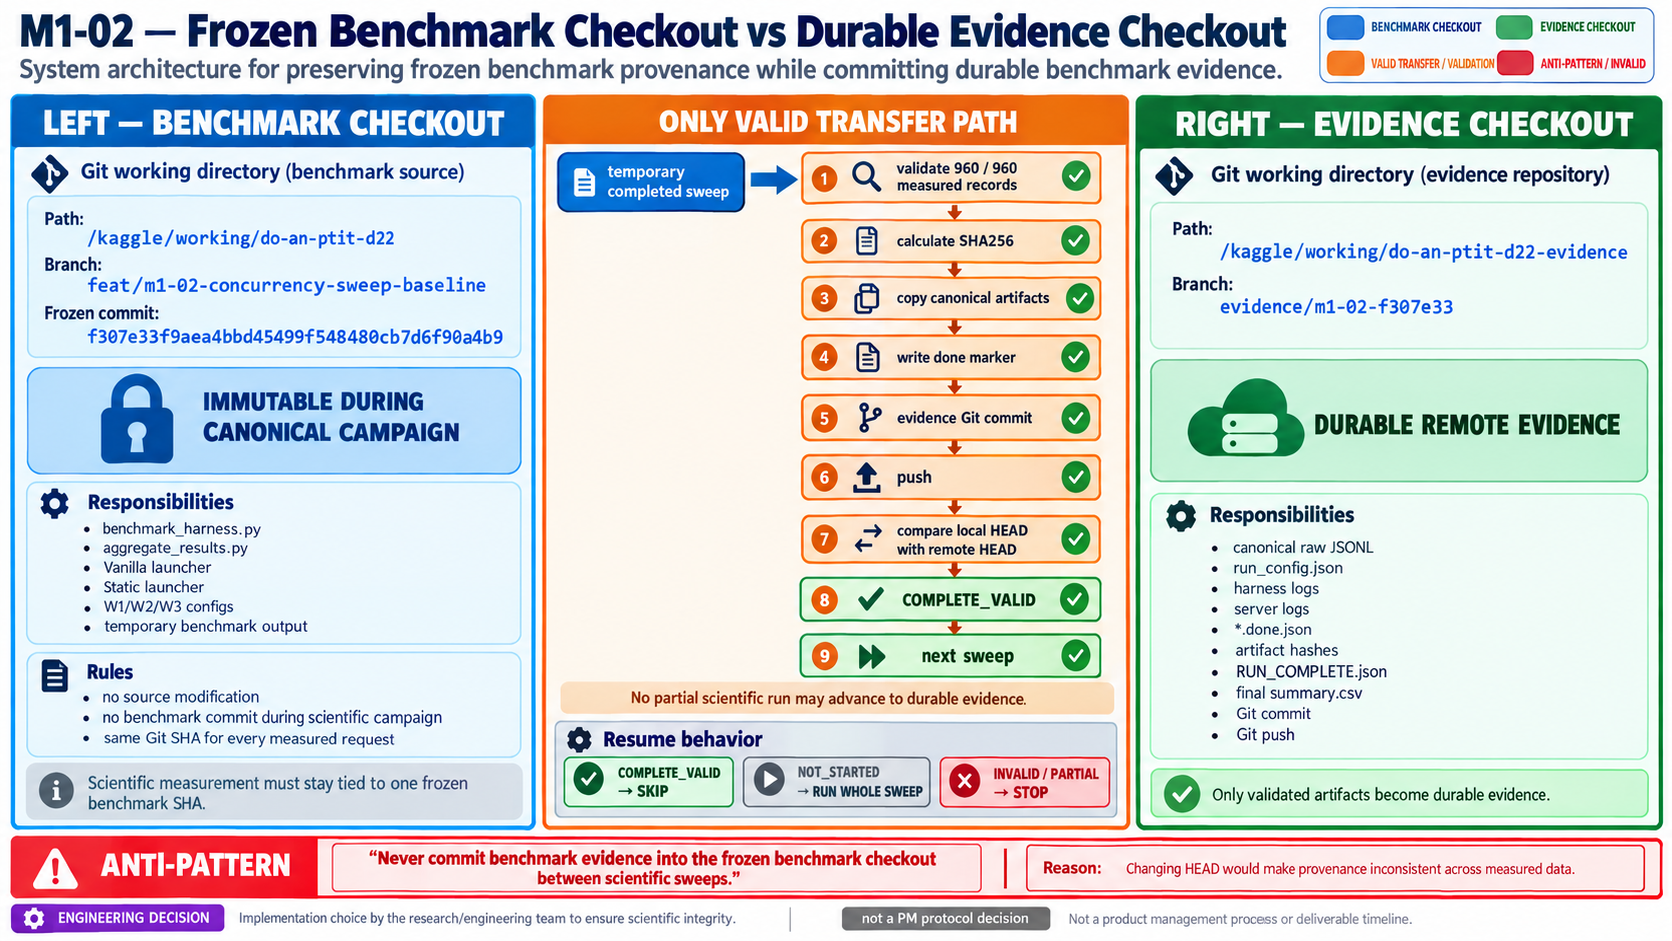 M1-02 — Frozen Benchmark Checkout vs Durable Evidence Checkout
System architecture for preserving frozen benchmark provenance while committing durable benchmark evidence.
BENCHMARK CHECKOUT
EVIDENCE CHECKOUT
VALID TRANSFER / VALIDATION
ANTI-PATTERN / INVALID
LEFT — BENCHMARK CHECKOUT
Git working directory (benchmark source)
Path:
/kaggle/working/do-an-ptit-d22
Branch:
feat/m1-02-concurrency-sweep-baseline
Frozen commit:
f307e33f9aea4bbd45499f548480cb7d6f90a4b9
IMMUTABLE DURING
CANONICAL CAMPAIGN
Responsibilities
• benchmark_harness.py
• aggregate_results.py
• Vanilla launcher
• Static launcher
• W1/W2/W3 configs
• temporary benchmark output
Rules
• no source modification
• no benchmark commit during scientific campaign
• same Git SHA for every measured request
Scientific measurement must stay tied to one frozen
benchmark SHA.
ONLY VALID TRANSFER PATH
temporary
completed sweep
1 validate 960 / 960
measured records
2 calculate SHA256
3 copy canonical artifacts
4 write done marker
5 evidence Git commit
6 push
7 compare local HEAD
with remote HEAD
8 COMPLETE_VALID
9 next sweep
No partial scientific run may advance to durable evidence.
Resume behavior
COMPLETE_VALID
→ SKIP
NOT_STARTED
→ RUN WHOLE SWEEP
INVALID / PARTIAL
→ STOP
RIGHT — EVIDENCE CHECKOUT
Git working directory (evidence repository)
Path:
/kaggle/working/do-an-ptit-d22-evidence
Branch:
evidence/m1-02-f307e33
DURABLE REMOTE EVIDENCE
Responsibilities
• canonical raw JSONL
• run_config.json
• harness logs
• server logs
• *.done.json
• artifact hashes
• RUN_COMPLETE.json
• final summary.csv
• Git commit
• Git push
Only validated artifacts become durable evidence.
ANTI-PATTERN
“Never commit benchmark evidence into the frozen benchmark checkout
between scientific sweeps.”
Reason: Changing HEAD would make provenance inconsistent across measured data.
ENGINEERING DECISION
Implementation choice by the research/engineering team to ensure scientific integrity.
not a PM protocol decision
Not a product management process or deliverable timeline.